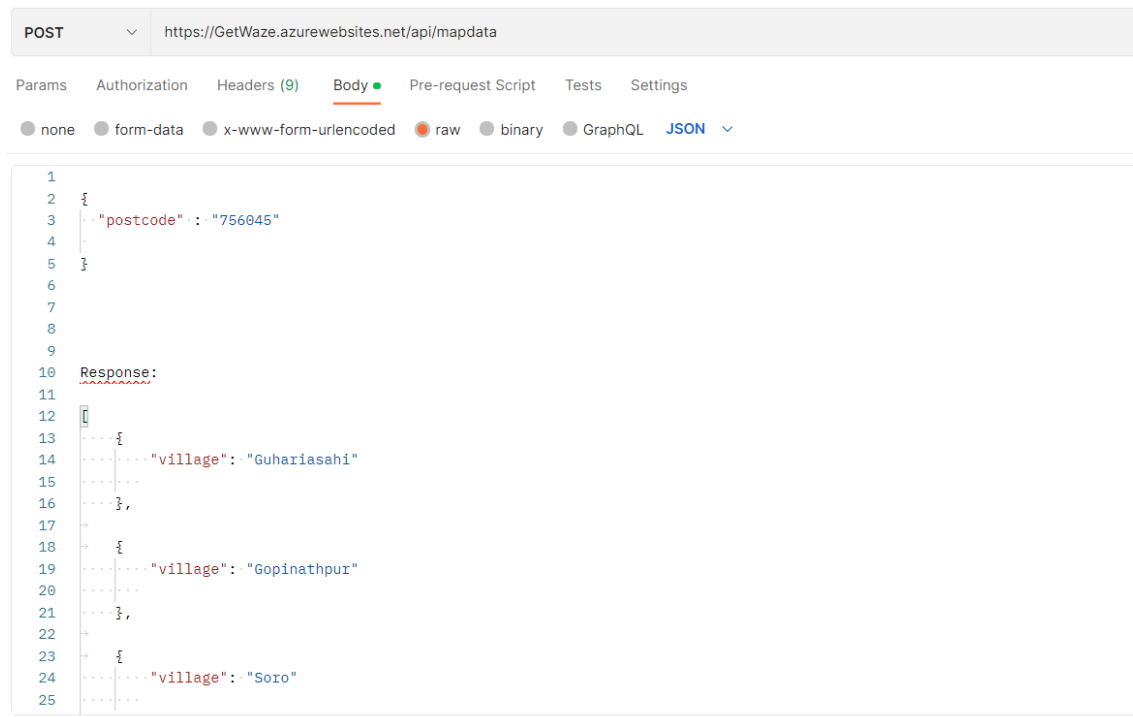 POST https://GetWaze.azurewebsites.net/api/mapdata
Params Authorization Headers (9) Body Pre-request Script Tests Settings
none form-data x-www-form-urlencoded raw binary GraphQL JSON
1
2 {
3 "postcode" : "756045"
4
5 }
6
7
8
9
10 Response:
11
12 [
13 {
14 "village": "Guhariasahi"
15
16 },
17
18 {
19 "village": "Gopinathpur"
20
21 },
22
23 {
24 "village": "Soro"
25